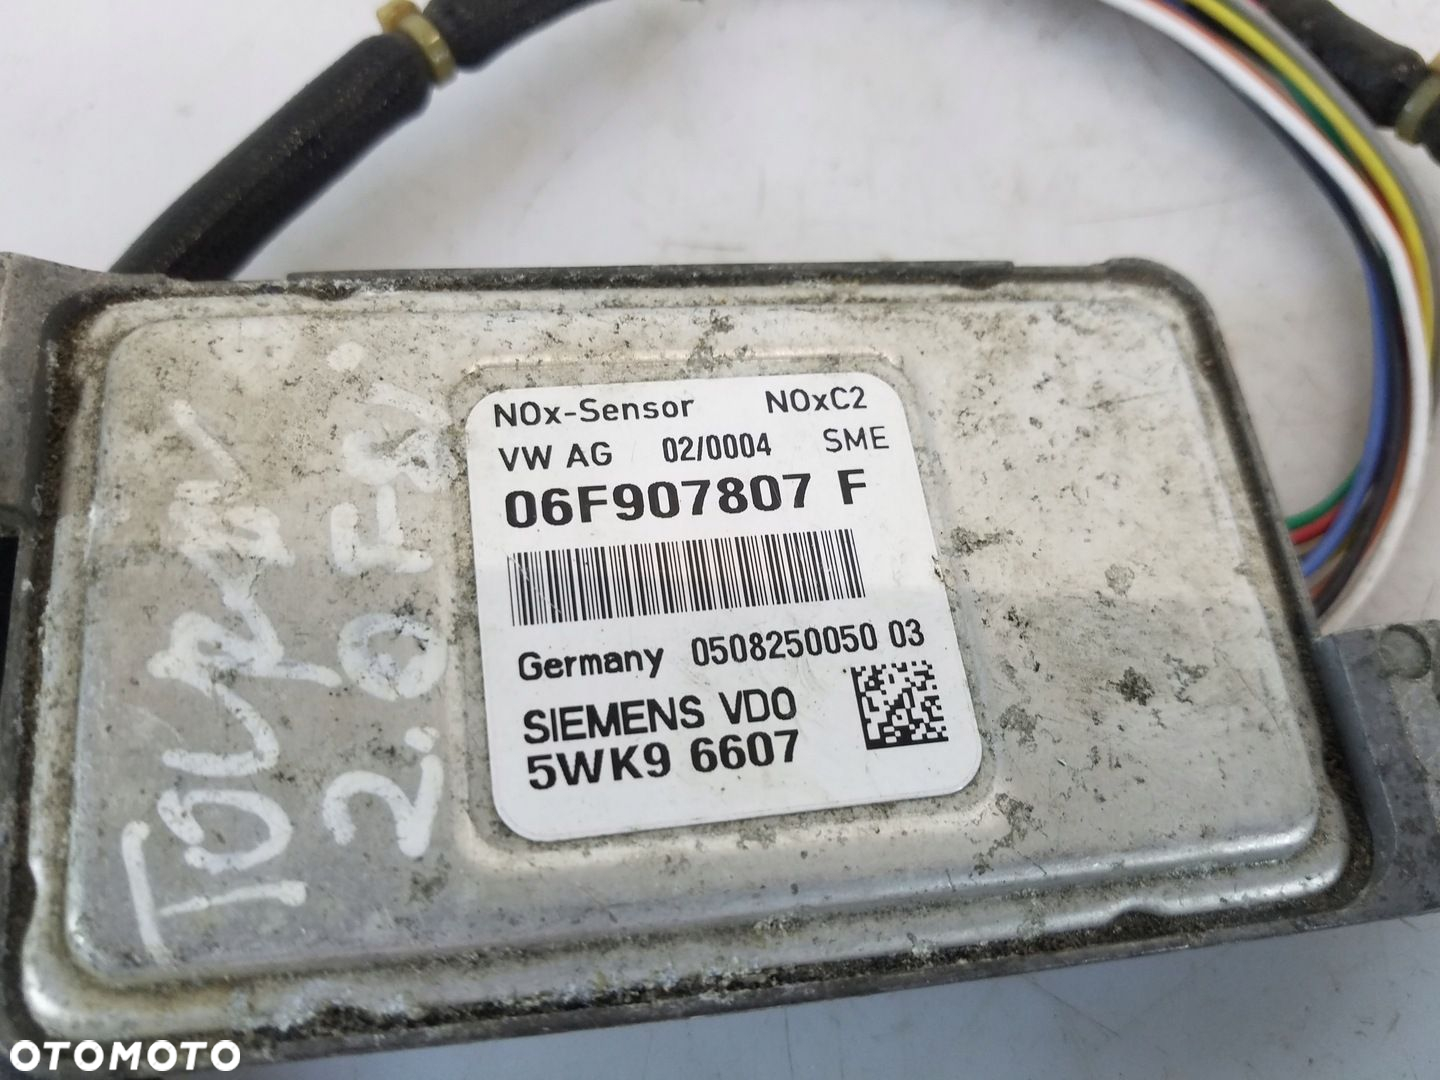 NOx-Sensor NOxC2
VW AG 02/0004 SME
06F907807 F
Germany 0508250050 03
SIEMENS VDO
5WK9 6607
TOURAN
2.0 FSI
OTOMOTO